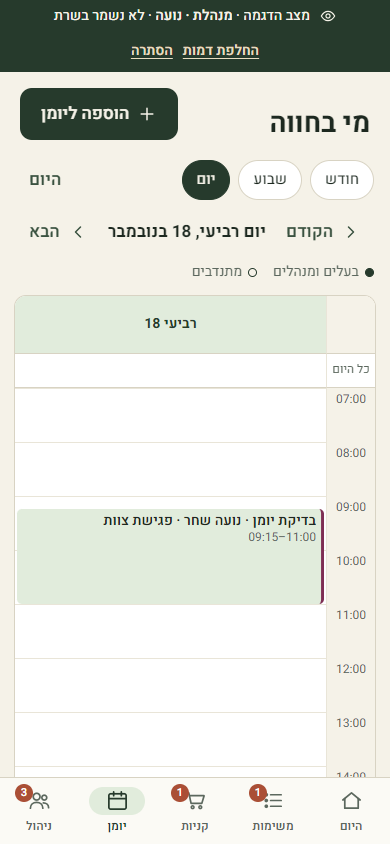 מצב הדגמה · מנהלת · נועה · לא נשמר בשרת
החלפת דמות הסתרה
מי בחווה
+ הוספה ליומן
חודש שבוע יום היום
הקודם יום רביעי, 18 בנובמבר הבא
בעלים ומנהלים מתנדבים
רביעי 18
כל היום
07:00
08:00
09:00
בדיקת יומן · נועה שחר · פגישת צוות
09:15–11:00
10:00
11:00
12:00
13:00
14:00
1 1 3
היום משימות קניות יומן ניהול